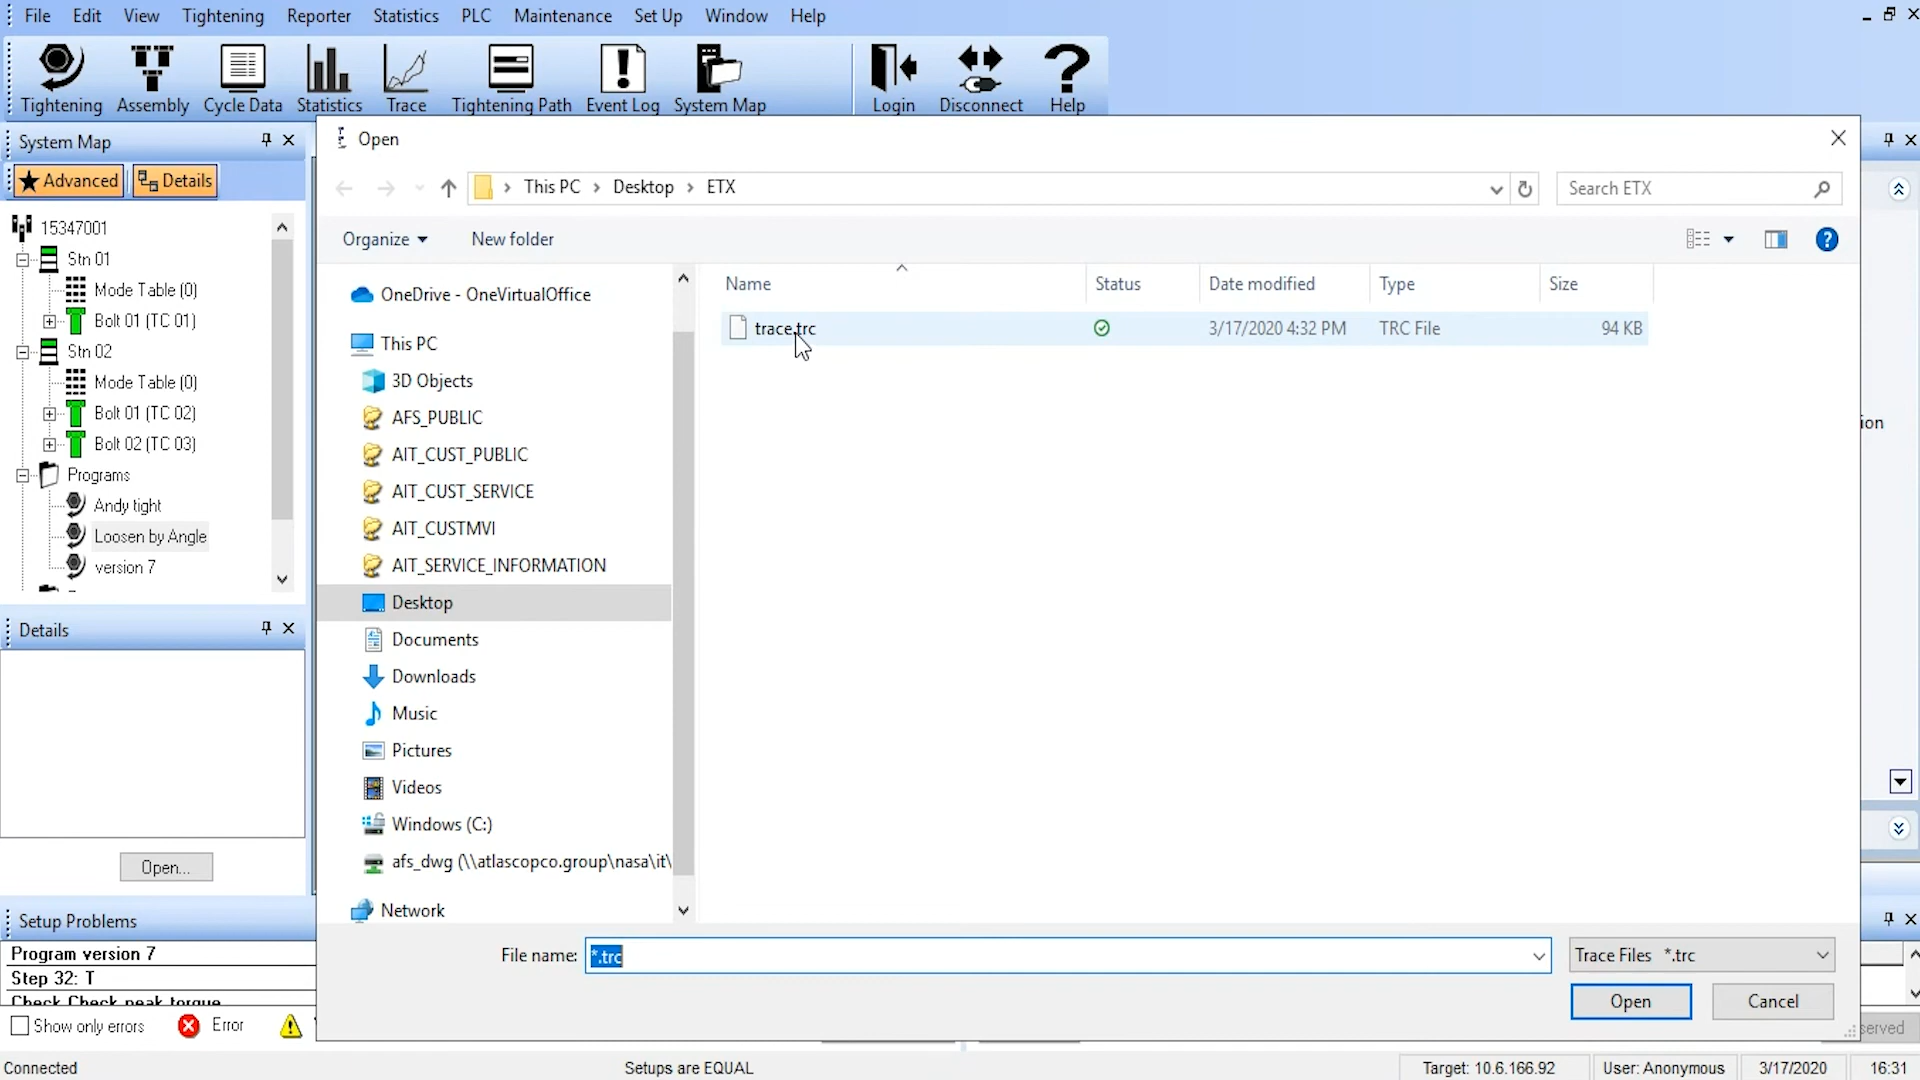 File Edit View Tightening Reporter Statistics PLC Maintenance Set Up Window Help
Tightening Assembly Cycle Data Statistics Trace Tightening Path Event Log System Map Login Disconnect Help
System Map
Advanced Details
15347001
Stn 01
Mode Table (0)
Bolt 01 (TC 01)
Stn 02
Mode Table (0)
Bolt 01 (TC 02)
Bolt 02 (TC 03)
Programs
Andy tight
Loosen by Angle
version 7
Details
Open...
Setup Problems
Program version 7
Step 32: T
Check Check peak torque
Show only errors Error
Open
This PC > Desktop > ETX
Search ETX
Organize New folder
OneDrive - OneVirtualOffice
This PC
3D Objects
AFS_PUBLIC
AIT_CUST_PUBLIC
AIT_CUST_SERVICE
AIT_CUSTMVI
AIT_SERVICE_INFORMATION
Desktop
Documents
Downloads
Music
Pictures
Videos
Windows (C:)
afs_dwg (\\atlascopco.group\nasa\it\
Network
Name Status Date modified Type Size
trace.trc 3/17/2020 4:32 PM TRC File 94 KB
File name: *.trc Trace Files *.trc
Open Cancel
ion
served
Connected Setups are EQUAL Target: 10.6.166.92 User: Anonymous 3/17/2020 16:31